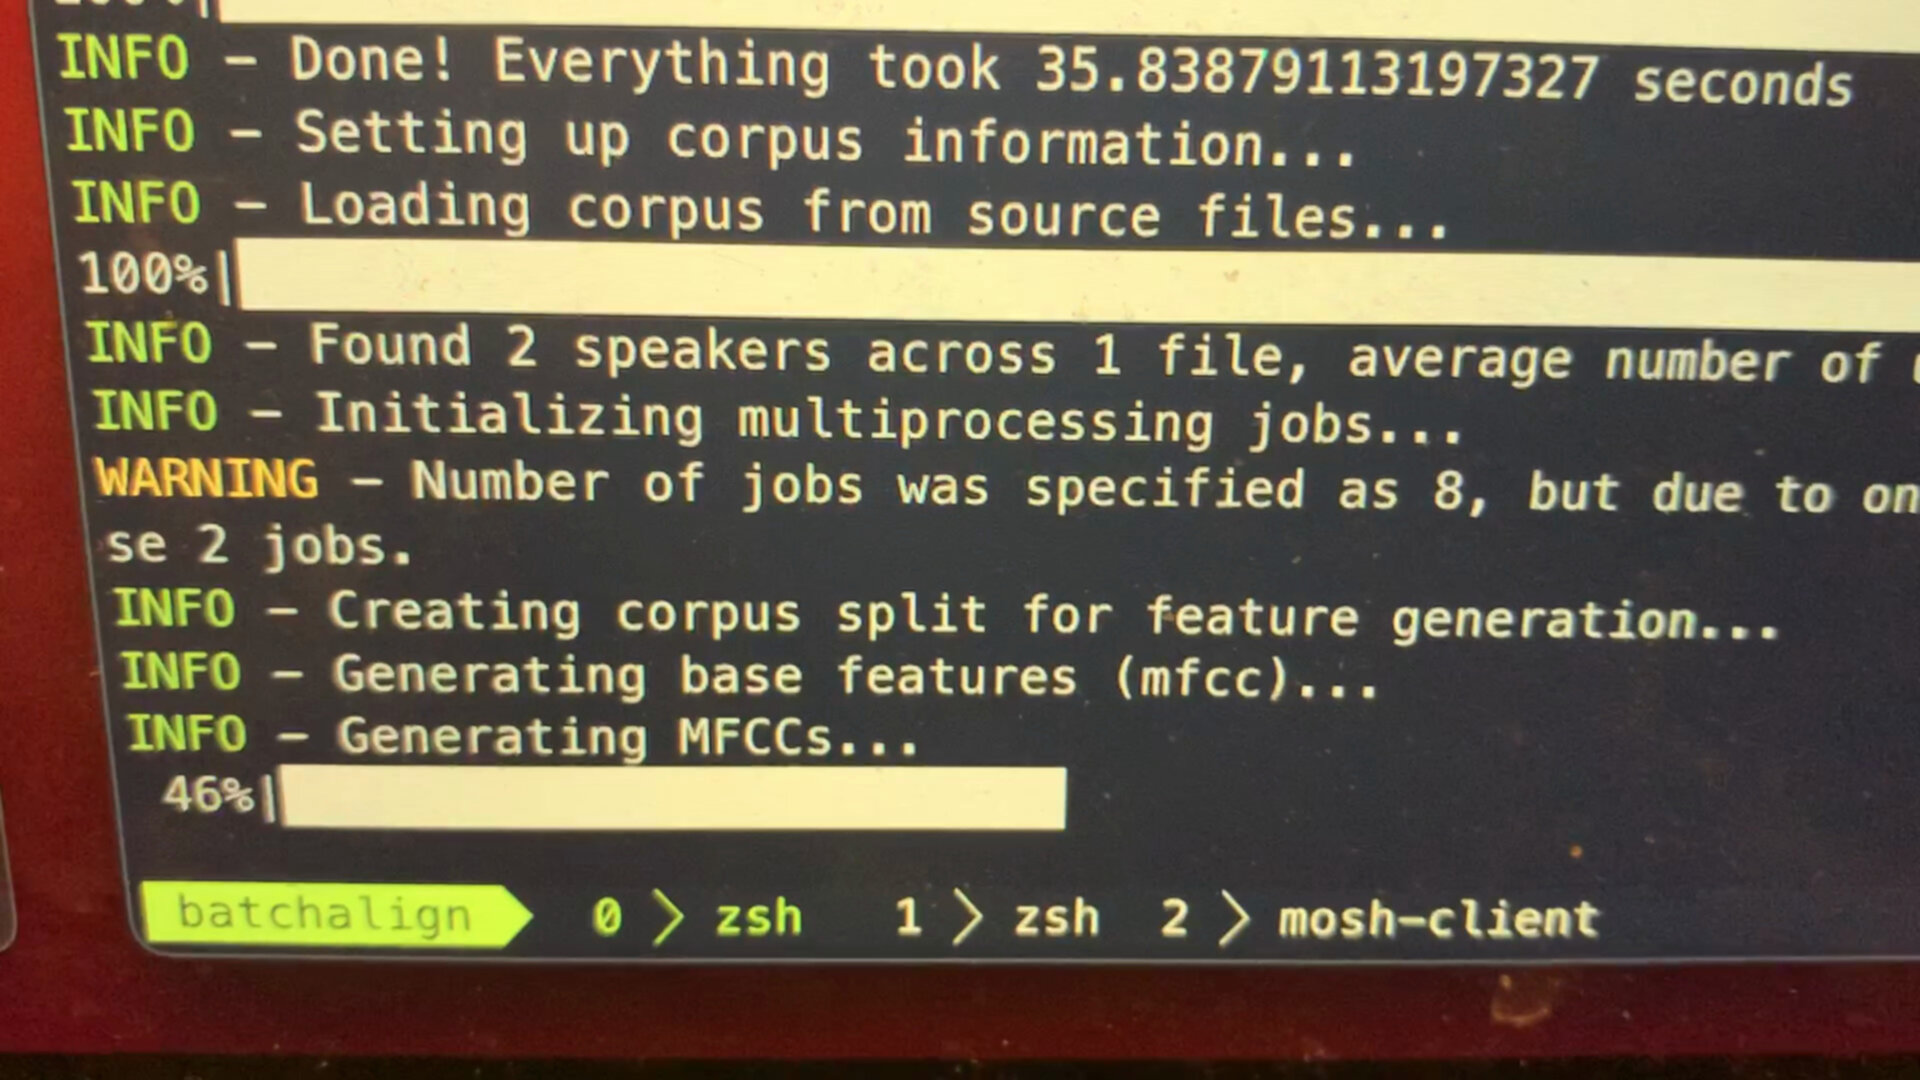 INFO - Done! Everything took 35.83879113197327 seconds
INFO - Setting up corpus information...
INFO - Loading corpus from source files...
100%|
INFO - Found 2 speakers across 1 file, average number of
INFO - Initializing multiprocessing jobs...
WARNING - Number of jobs was specified as 8, but due to on
se 2 jobs.
INFO - Creating corpus split for feature generation...
INFO - Generating base features (mfcc)...
INFO - Generating MFCCs...
46%|
batchalign 0 > zsh 1 > zsh 2 > mosh-client